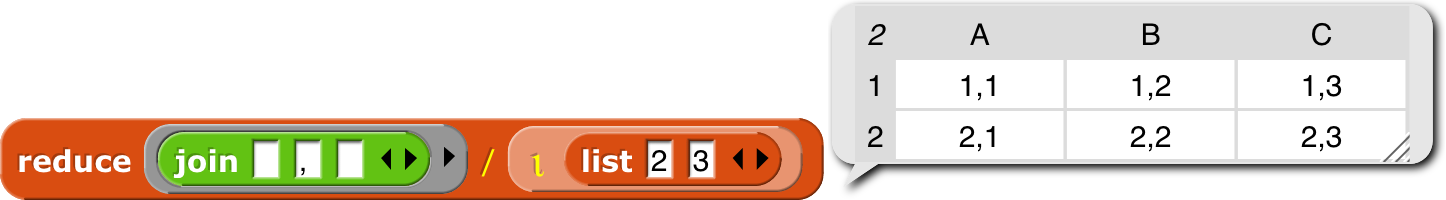 reduce join , / ι list 2 3
2 A B C
1 1,1 1,2 1,3
2 2,1 2,2 2,3